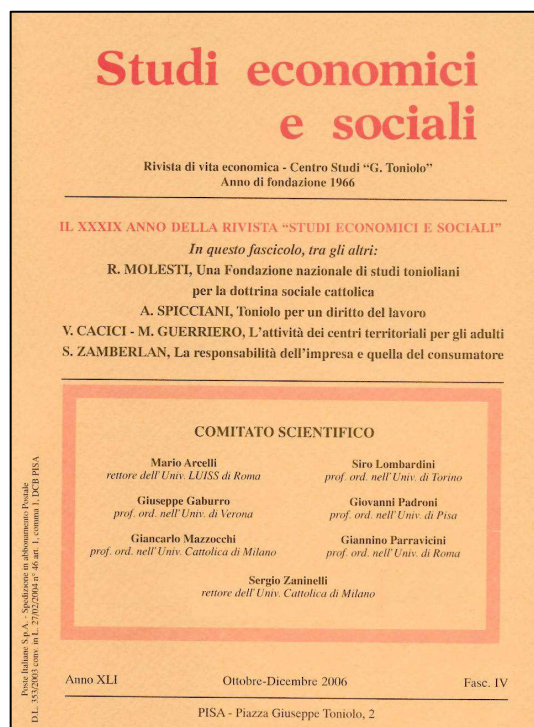 Studi economici
e sociali
Rivista di vita economica - Centro Studi "G. Toniolo"
Anno di fondazione 1966
IL XXXIX ANNO DELLA RIVISTA "STUDI ECONOMICI E SOCIALI"
In questo fascicolo, tra gli altri:
R. MOLESTI, Una Fondazione nazionale di studi tonioliani
per la dottrina sociale cattolica
A. SPICCIANI, Toniolo per un diritto del lavoro
V. CACICI - M. GUERRIERO, L'attività dei centri territoriali per gli adulti
S. ZAMBERLAN, La responsabilità dell'impresa e quella del consumatore
COMITATO SCIENTIFICO
Mario Arcelli
rettore dell'Univ. LUISS di Roma
Siro Lombardini
prof. ord. nell'Univ. di Torino
Giuseppe Gaburro
prof. ord. nell'Univ. di Verona
Giovanni Padroni
prof. ord. nell'Univ. di Pisa
Giancarlo Mazzocchi
prof. ord. nell'Univ. Cattolica di Milano
Giannino Parravicini
prof. ord. nell'Univ. di Roma
Sergio Zaninelli
rettore dell'Univ. Cattolica di Milano
Poste Italiane S.p.A. - Spedizione in abbonamento Postale
D.L. 353/2003 conv. in L. 27/02/2004 n° 46 art. 1, comma 1, DCB PISA
Anno XLI
Ottobre-Dicembre 2006
Fasc. IV
PISA - Piazza Giuseppe Toniolo, 2